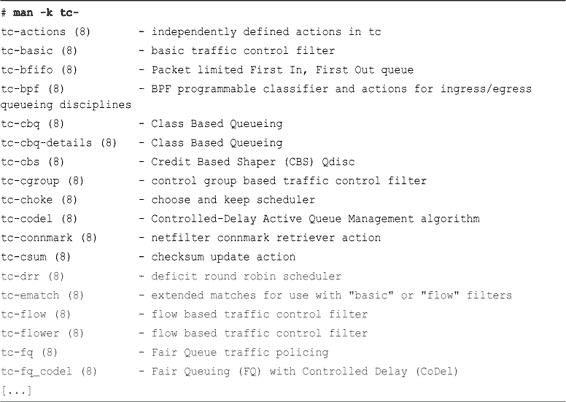 # man -k tc-
tc-actions (8) - independently defined actions in tc
tc-basic (8) - basic traffic control filter
tc-bfifo (8) - Packet limited First In, First Out queue
tc-bpf (8) - BPF programmable classifier and actions for ingress/egress
queueing disciplines
tc-cbq (8) - Class Based Queueing
tc-cbq-details (8) - Class Based Queueing
tc-cbs (8) - Credit Based Shaper (CBS) Qdisc
tc-cgroup (8) - control group based traffic control filter
tc-choke (8) - choose and keep scheduler
tc-codel (8) - Controlled-Delay Active Queue Management algorithm
tc-connmark (8) - netfilter connmark retriever action
tc-csum (8) - checksum update action
tc-drr (8) - deficit round robin scheduler
tc-ematch (8) - extended matches for use with "basic" or "flow" filters
tc-flow (8) - flow based traffic control filter
tc-flower (8) - flow based traffic control filter
tc-fq (8) - Fair Queue traffic policing
tc-fq_codel (8) - Fair Queuing (FQ) with Controlled Delay (CoDel)
[...]